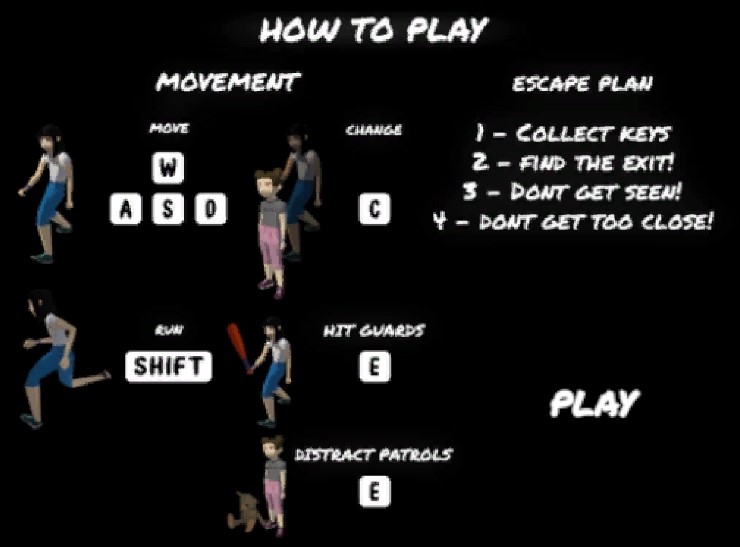 HOW TO PLAY
MOVEMENT
MOVE
W
A S D
CHANGE
C
RUN
SHIFT
HIT GUARDS
E
DISTRACT PATROLS
E
ESCAPE PLAN
1 - COLLECT KEYS
2 - FIND THE EXIT!
3 - DONT GET SEEN!
4 - DONT GET TOO CLOSE!
PLAY